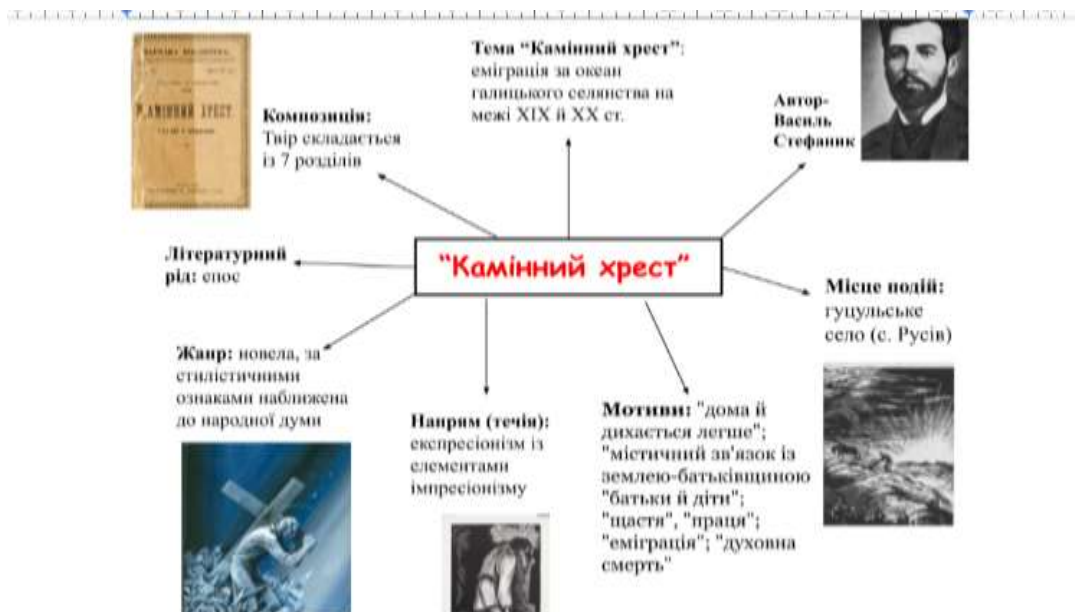 КАМІННИЙ ХРЕСТ
Тема “Камінний хрест”:
еміграція за океан
галицького селянства на
межі XIX й XX ст.
Композиція:
Твір складається
із 7 розділів
Автор-
Василь
Стефаник
Літературний
рід: епос
“Камінний хрест”
Місце подій:
гуцульське
село (с. Русів)
Жанр: новела, за
стилістичними
ознаками наближена
до народної думи
Напрям (течія):
експресіонізм із
елементами
імпресіонізму
Мотиви: "дома й
дихається легше";
"містичний зв'язок із
землею-батьківщиною
"батьки й діти";
"щастя", "праця";
"еміграція"; "духовна
смерть"